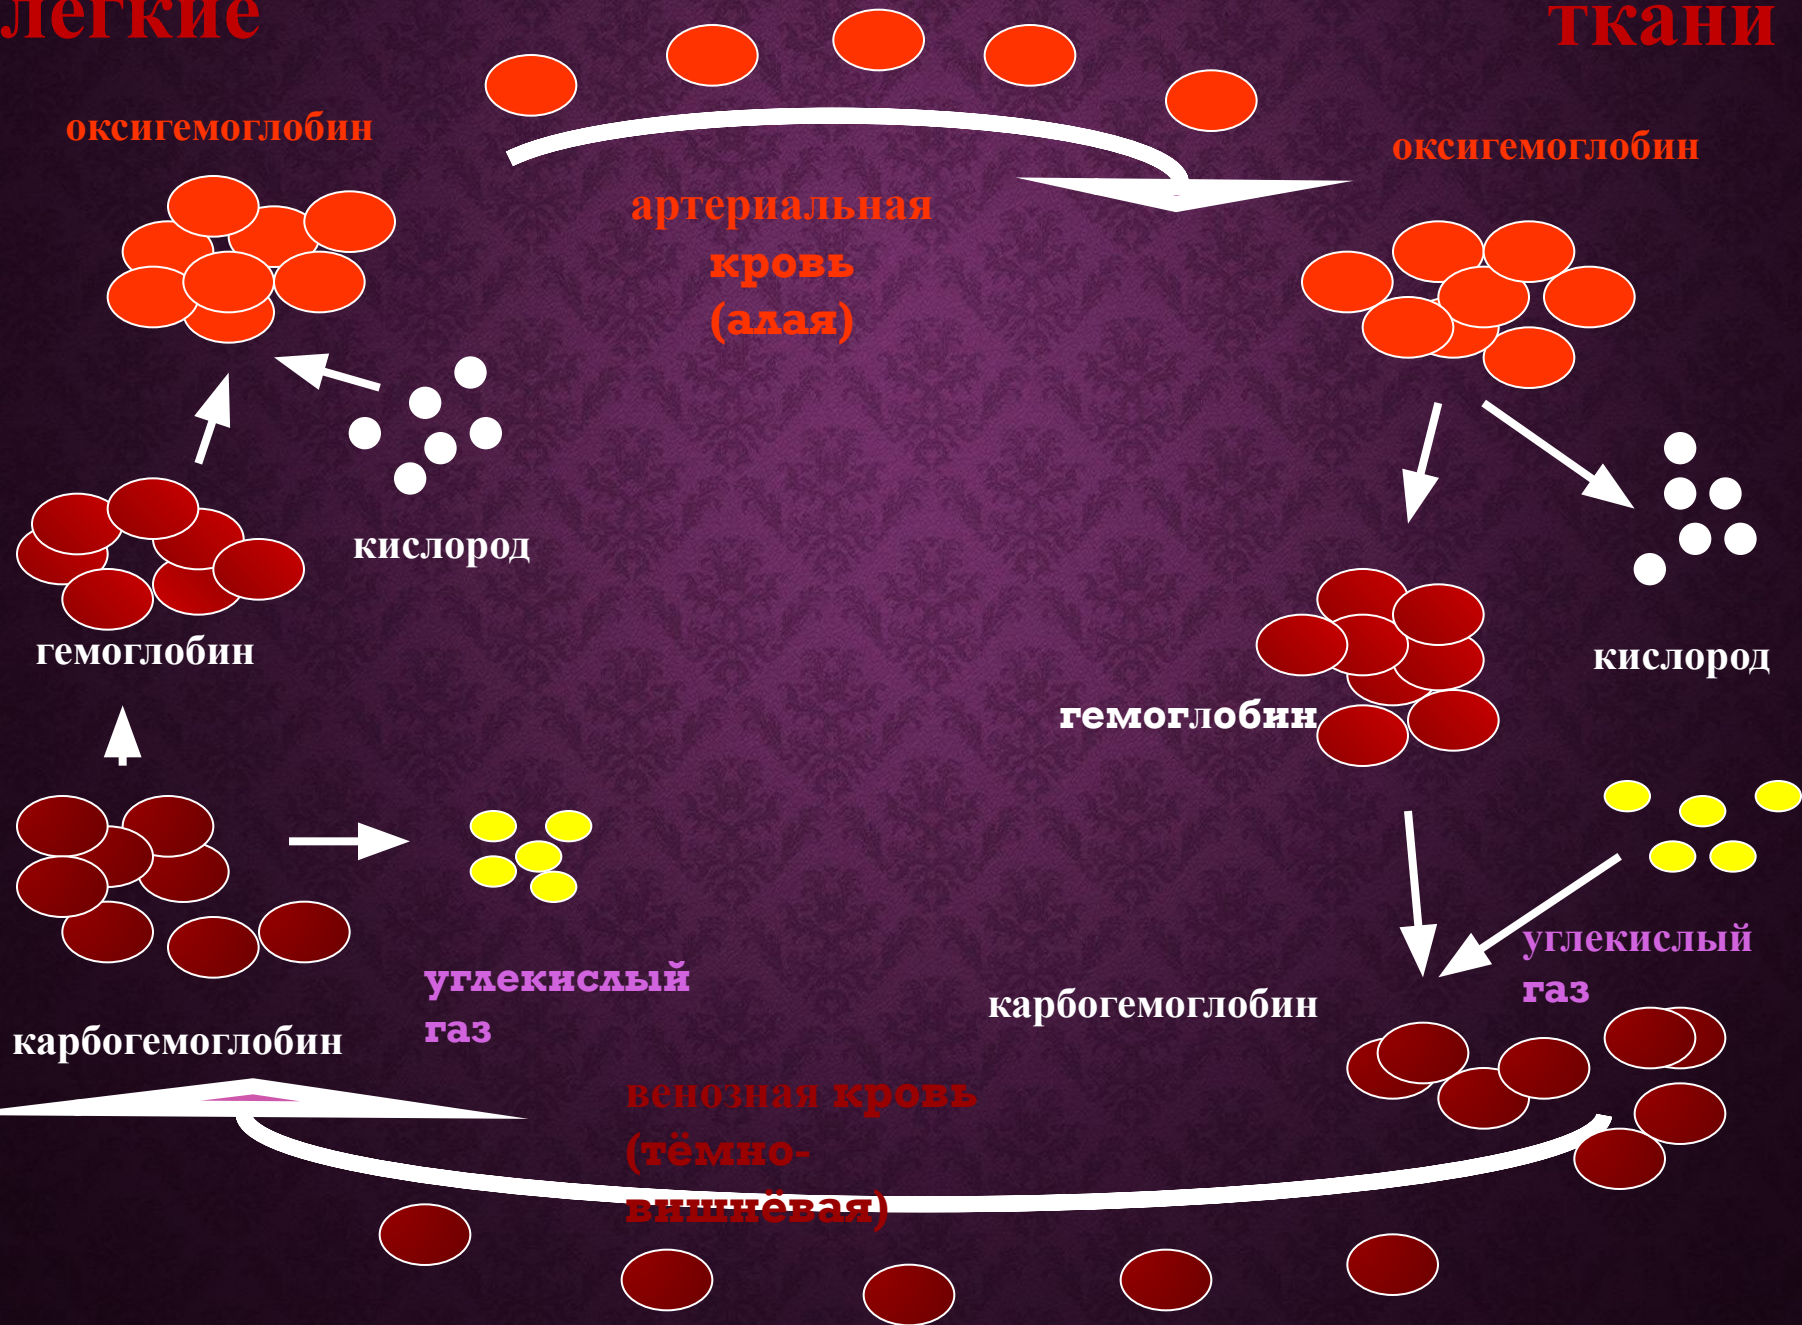 легкие
ткани
оксигемоглобин
оксигемоглобин
артериальная
кровь
(алая)
кислород
гемоглобин
кислород
гемоглобин
углекислый
газ
углекислый
газ
карбогемоглобин
карбогемоглобин
венозная кровь
(тёмно-
вишнёвая)